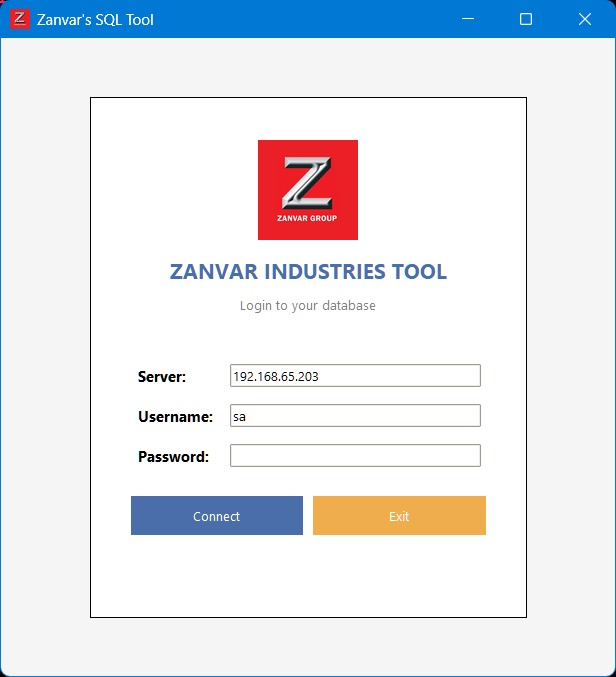 Zanvar's SQL Tool
ZANVAR GROUP
ZANVAR INDUSTRIES TOOL
Login to your database
Server: 192.168.65.203
Username: sa
Password:
Connect Exit